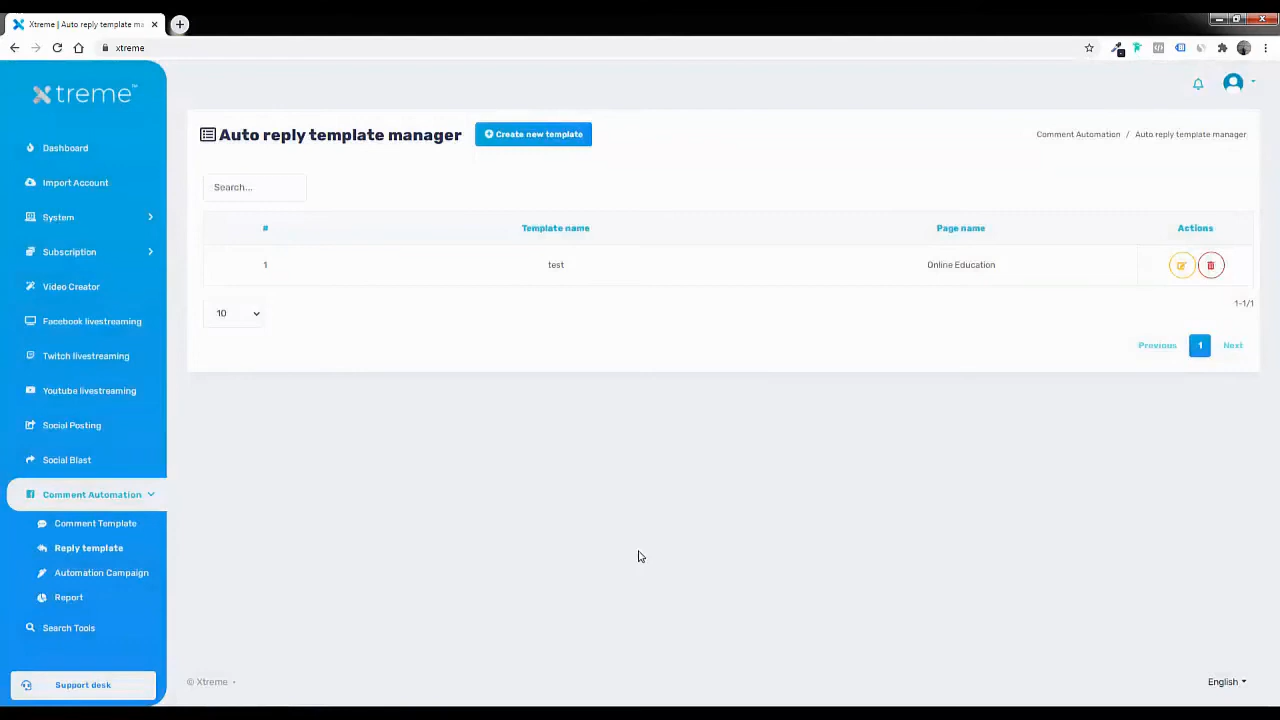 Xtreme | Auto reply template ma
xtreme
xtreme™
Dashboard
Import Account
System
Subscription
Video Creator
Facebook livestreaming
Twitch livestreaming
Youtube livestreaming
Social Posting
Social Blast
Comment Automation
Comment Template
Reply template
Automation Campaign
Report
Search Tools
Support desk
Auto reply template manager
Create new template
Comment Automation / Auto reply template manager
Search...
# Template name Page name Actions
1 test Online Education
10
1-1/1
Previous 1 Next
© Xtreme •
English